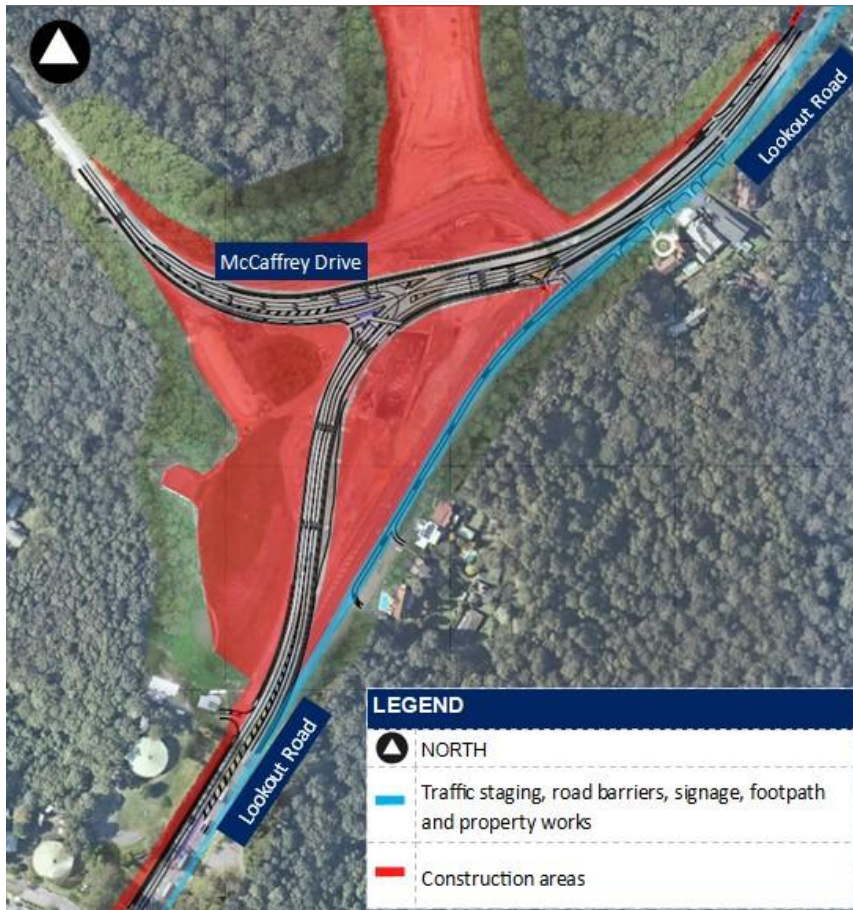 Lookout Road
McCaffrey Drive
Lookout Road
LEGEND
NORTH
Traffic staging, road barriers, signage, footpath
and property works
Construction areas